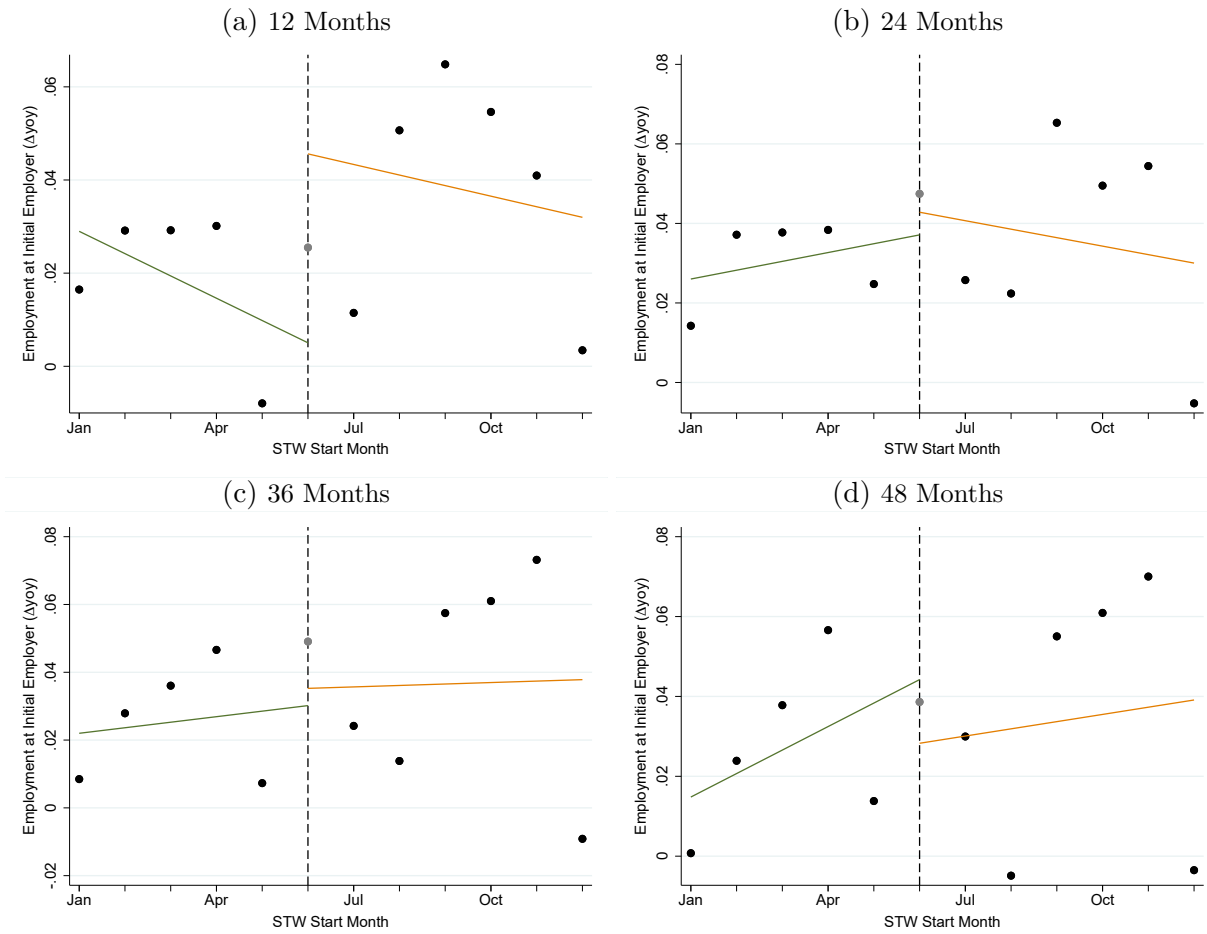 (a) 12 Months
Employment at Initial Employer (Δyoy)
.06
.04
.02
0
Jan
Apr
Jul
Oct
STW Start Month
(b) 24 Months
Employment at Initial Employer (Δyoy)
.08
.06
.04
.02
0
Jan
Apr
Jul
Oct
STW Start Month
(c) 36 Months
Employment at Initial Employer (Δyoy)
.08
.06
.04
.02
0
-.02
Jan
Apr
Jul
Oct
STW Start Month
(d) 48 Months
Employment at Initial Employer (Δyoy)
.08
.06
.04
.02
0
Jan
Apr
Jul
Oct
STW Start Month